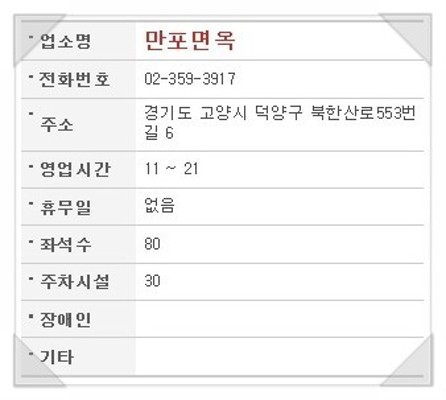 · 업소명 만포면옥
· 전화번호 02-359-3917
· 주소 경기도 고양시 덕양구 북한산로553번
길 6
· 영업시간 11 ~ 21
· 휴무일 없음
· 좌석수 80
· 주차시설 30
· 장애인
· 기타